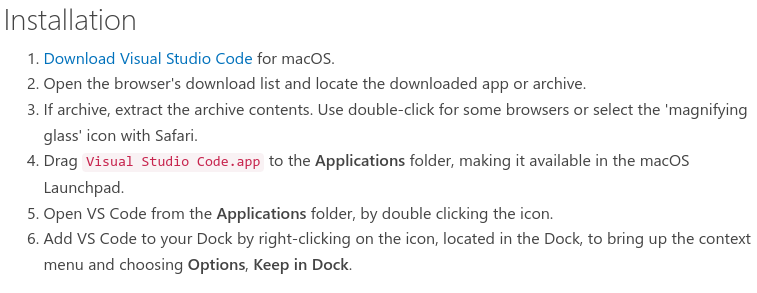 Installation
1. Download Visual Studio Code for macOS.
2. Open the browser's download list and locate the downloaded app or archive.
3. If archive, extract the archive contents. Use double-click for some browsers or select the 'magnifying
glass' icon with Safari.
4. Drag Visual Studio Code.app to the Applications folder, making it available in the macOS
Launchpad.
5. Open VS Code from the Applications folder, by double clicking the icon.
6. Add VS Code to your Dock by right-clicking on the icon, located in the Dock, to bring up the context
menu and choosing Options, Keep in Dock.